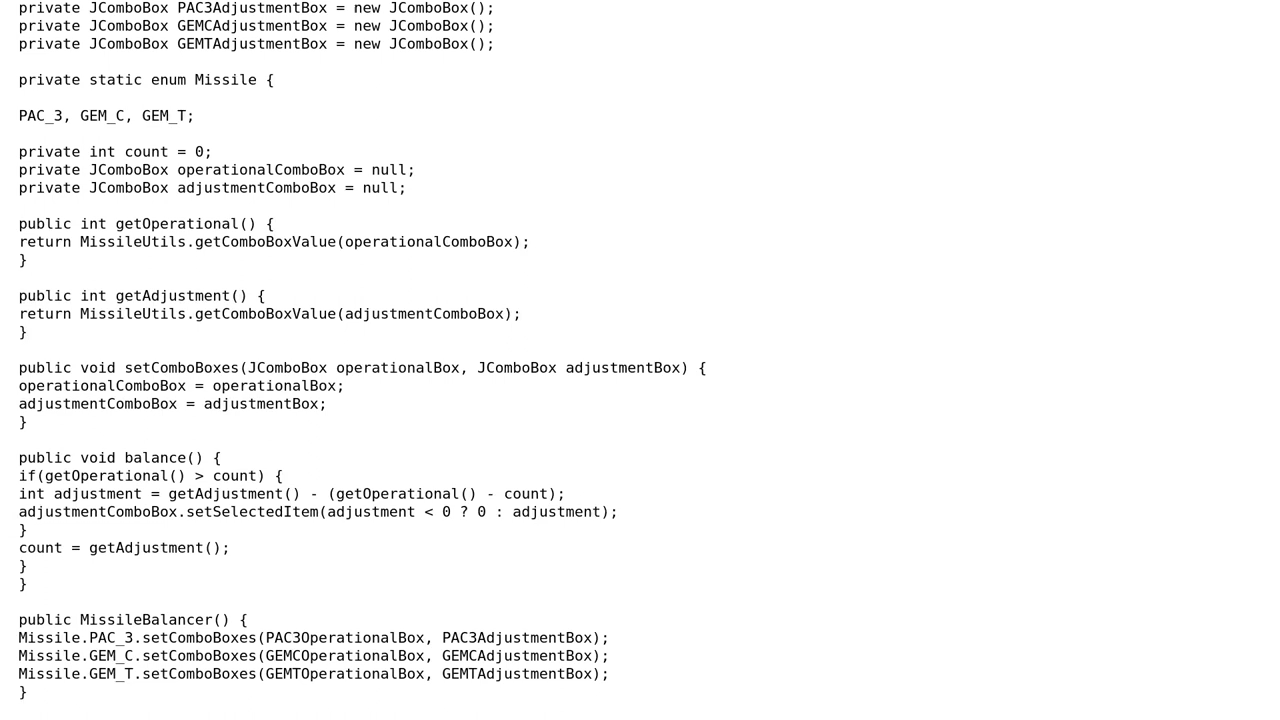 private JComboBox PAC3AdjustmentBox = new JComboBox();
private JComboBox GEMCAdjustmentBox = new JComboBox();
private JComboBox GEMTAdjustmentBox = new JComboBox();
private static enum Missile {
PAC_3, GEM_C, GEM_T;
private int count = 0;
private JComboBox operationalComboBox = null;
private JComboBox adjustmentComboBox = null;
public int getOperational() {
return MissileUtils.getComboBoxValue(operationalComboBox);
}
public int getAdjustment() {
return MissileUtils.getComboBoxValue(adjustmentComboBox);
}
public void setComboBoxes(JComboBox operationalBox, JComboBox adjustmentBox) {
operationalComboBox = operationalBox;
adjustmentComboBox = adjustmentBox;
}
public void balance() {
if(getOperational() > count) {
int adjustment = getAdjustment() - (getOperational() - count);
adjustmentComboBox.setSelectedItem(adjustment < 0 ? 0 : adjustment);
}
count = getAdjustment();
}
}
public MissileBalancer() {
Missile.PAC_3.setComboBoxes(PAC3OperationalBox, PAC3AdjustmentBox);
Missile.GEM_C.setComboBoxes(GEMCOperationalBox, GEMCAdjustmentBox);
Missile.GEM_T.setComboBoxes(GEMTOperationalBox, GEMTAdjustmentBox);
}